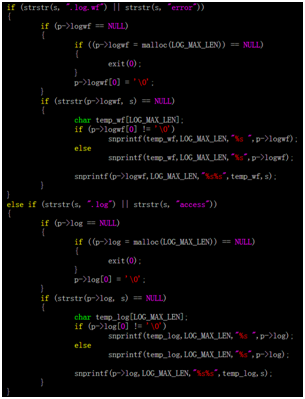 if (strstr(s, ".log.wf") || strstr(s, "error"))
{
if (p->logwf == NULL)
{
if ((p->logwf = malloc(LOG_MAX_LEN)) == NULL)
{
exit(0);
}
p->logwf[0] = '\0';
}
if (strstr(p->logwf, s) == NULL)
{
char temp_wf[LOG_MAX_LEN];
if (p->logwf[0] != '\0')
snprintf(temp_wf,LOG_MAX_LEN,"%s ",p->logwf);
else
snprintf(temp_wf,LOG_MAX_LEN,"%s",p->logwf);

snprintf(p->logwf,LOG_MAX_LEN,"%s%s",temp_wf,s);
}
}
else if (strstr(s, ".log") || strstr(s, "access"))
{
if (p->log == NULL)
{
if ((p->log = malloc(LOG_MAX_LEN)) == NULL)
{
exit(0);
}
p->log[0] = '\0';
}
if (strstr(p->log, s) == NULL)
{
char temp_log[LOG_MAX_LEN];
if (p->log[0] != '\0')
snprintf(temp_log,LOG_MAX_LEN,"%s ",p->log);
else
snprintf(temp_log,LOG_MAX_LEN,"%s",p->log);

snprintf(p->log,LOG_MAX_LEN,"%s%s",temp_log,s);
}
}